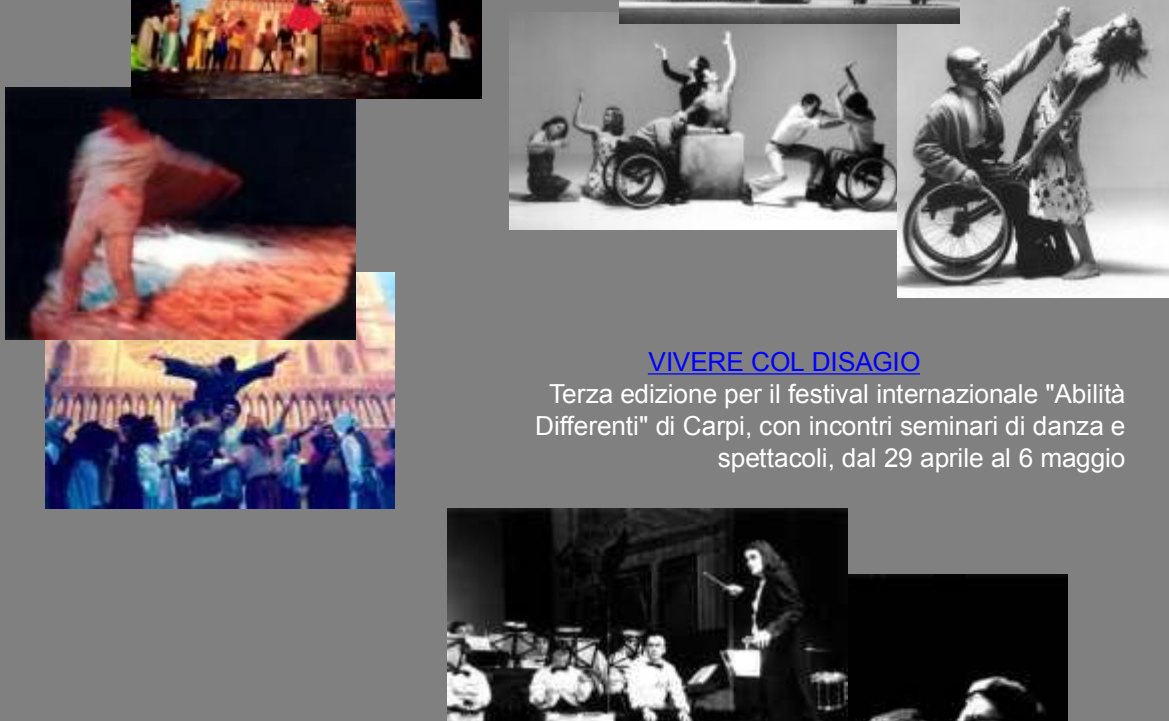 VIVERE COL DISAGIO
Terza edizione per il festival internazionale "Abilità
Differenti" di Carpi, con incontri seminari di danza e
spettacoli, dal 29 aprile al 6 maggio